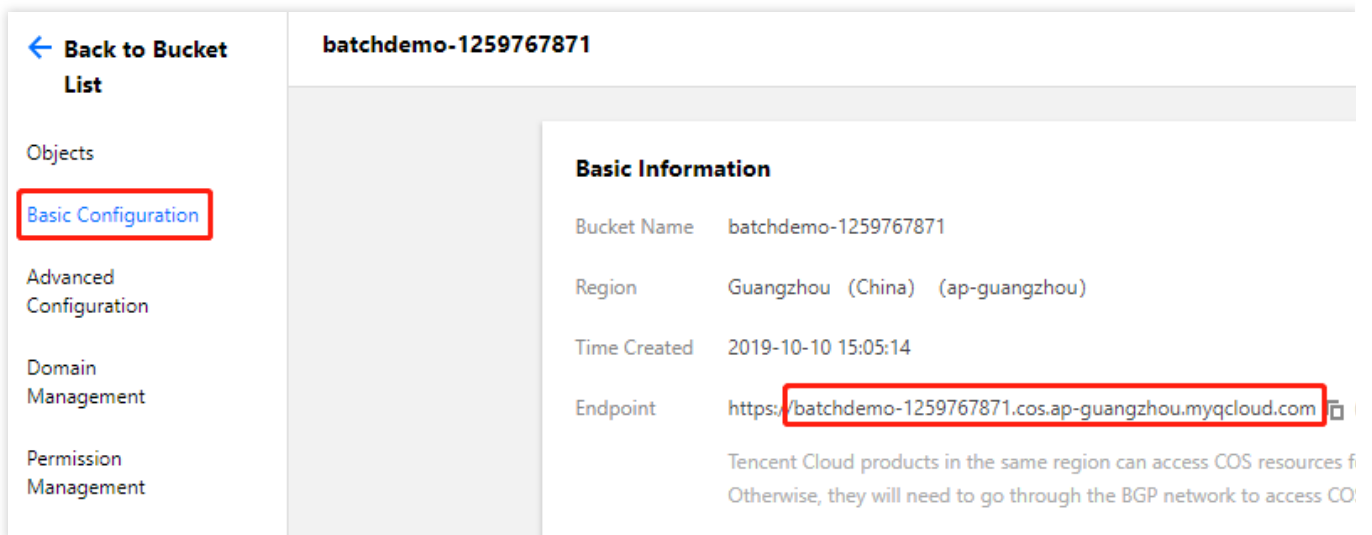 Back to Bucket
List
batchdemo-1259767871
Objects
Basic Configuration
Advanced
Configuration
Domain
Management
Permission
Management
Basic Information
Bucket Name batchdemo-1259767871
Region Guangzhou (China) (ap-guangzhou)
Time Created 2019-10-10 15:05:14
Endpoint https://batchdemo-1259767871.cos.ap-guangzhou.myqcloud.com
Tencent Cloud products in the same region can access COS resources
Otherwise, they will need to go through the BGP network to access